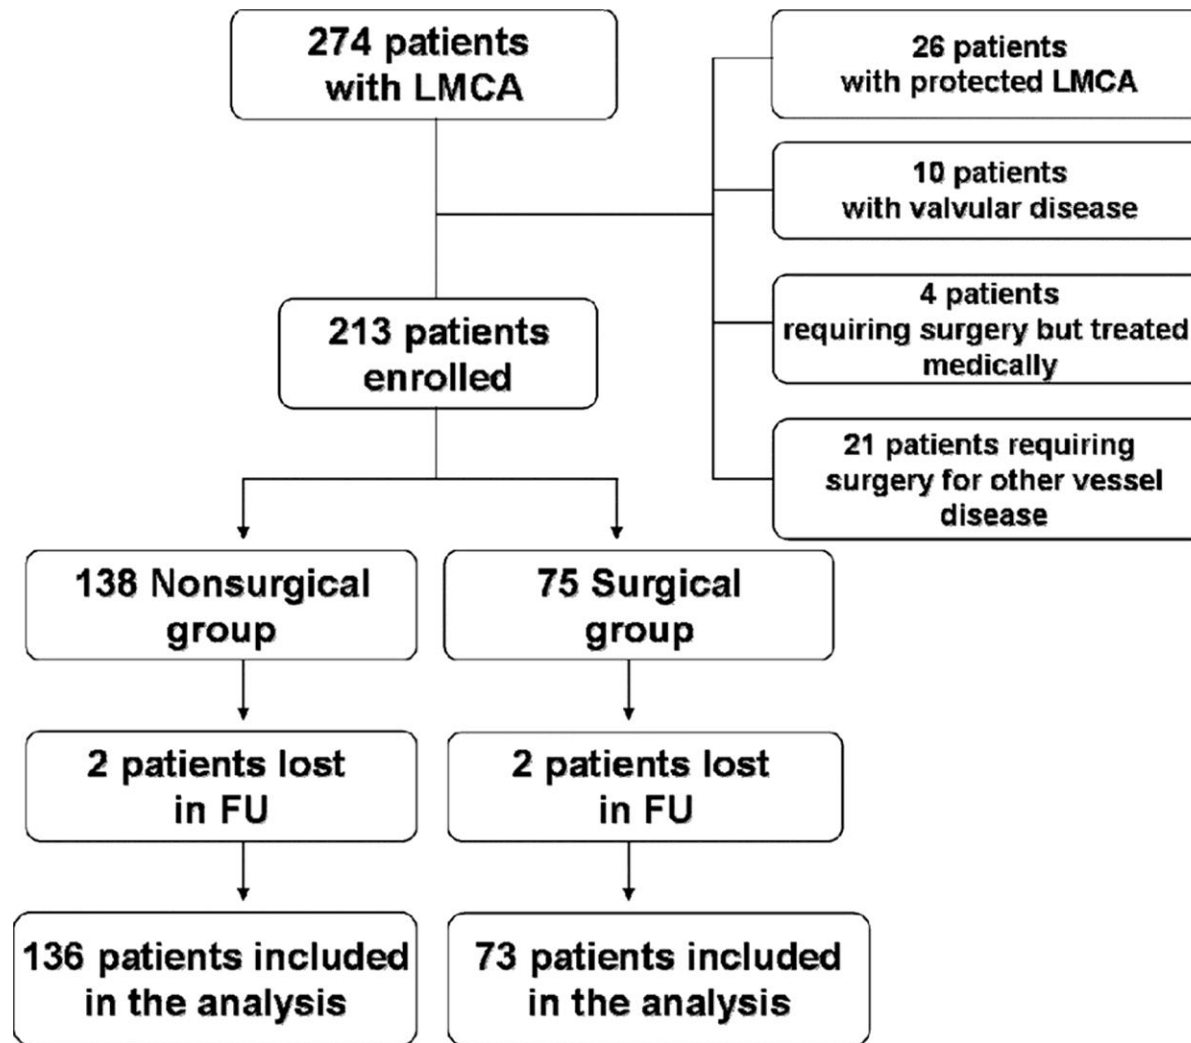 274 patients
with LMCA
26 patients
with protected LMCA
10 patients
with valvular disease
4 patients
requiring surgery but treated
medically
21 patients requiring
surgery for other vessel
disease
213 patients
enrolled
138 Nonsurgical
group
75 Surgical
group
2 patients lost
in FU
2 patients lost
in FU
136 patients included
in the analysis
73 patients included
in the analysis